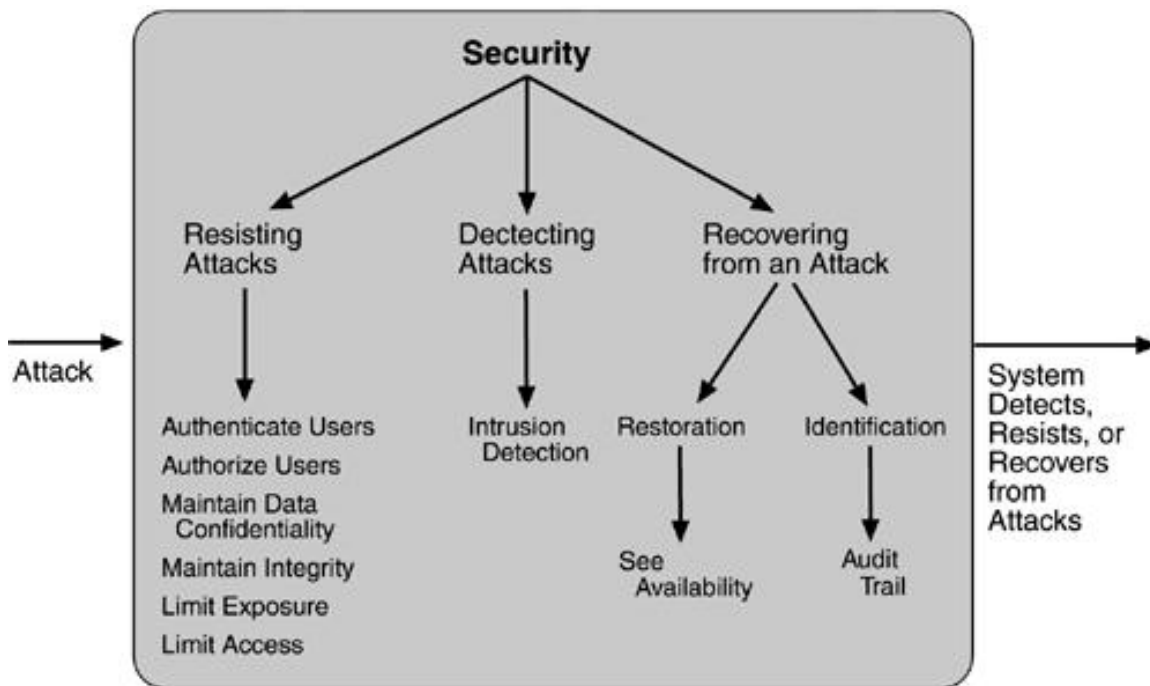 Security
Resisting
Attacks
Dectecting
Attacks
Recovering
from an Attack
Attack
Authenticate Users
Authorize Users
Maintain Data
Confidentiality
Maintain Integrity
Limit Exposure
Limit Access
Intrusion
Detection
Restoration
Identification
See
Availability
Audit
Trail
System
Detects,
Resists, or
Recovers
from
Attacks